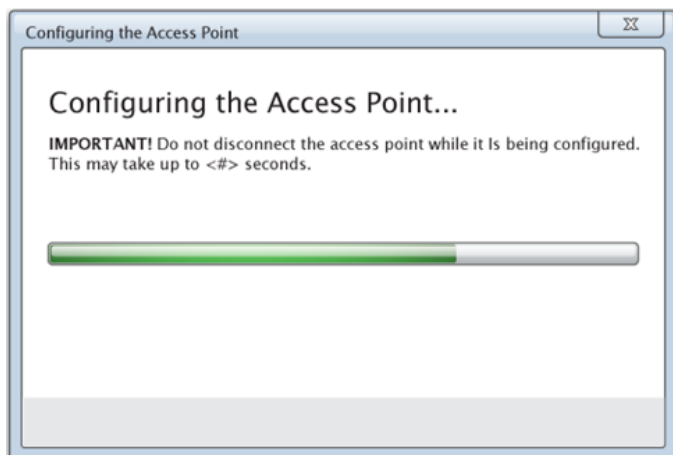 Configuring the Access Point
Configuring the Access Point...
IMPORTANT! Do not disconnect the access point while it Is being configured.
This may take up to <#> seconds.